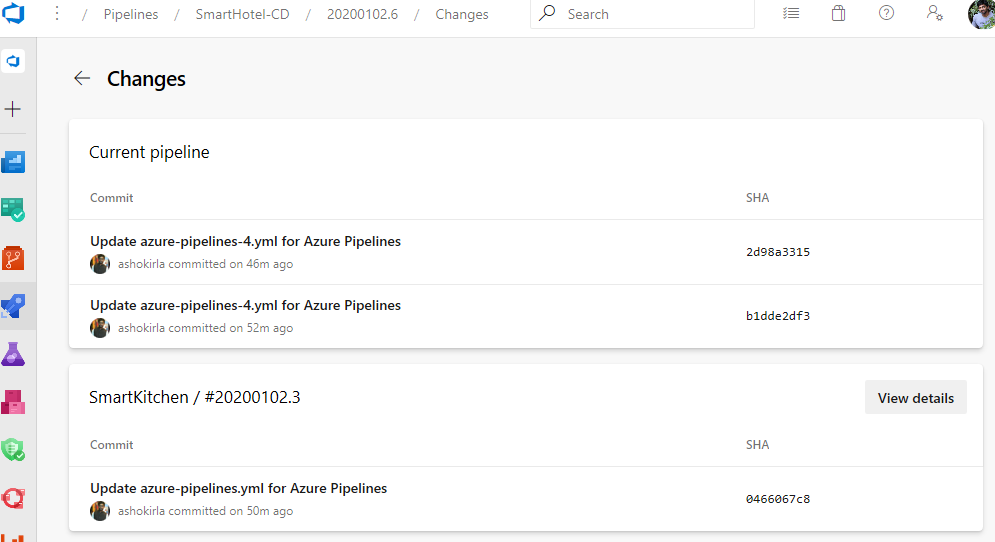 / Pipelines / SmartHotel-CD / 20200102.6 / Changes
Search
Changes
Current pipeline
Commit SHA
Update azure-pipelines-4.yml for Azure Pipelines
ashokirla committed on 46m ago
2d98a3315
Update azure-pipelines-4.yml for Azure Pipelines
ashokirla committed on 52m ago
b1dde2df3
SmartKitchen / #20200102.3
View details
Commit SHA
Update azure-pipelines.yml for Azure Pipelines
ashokirla committed on 50m ago
0466067c8